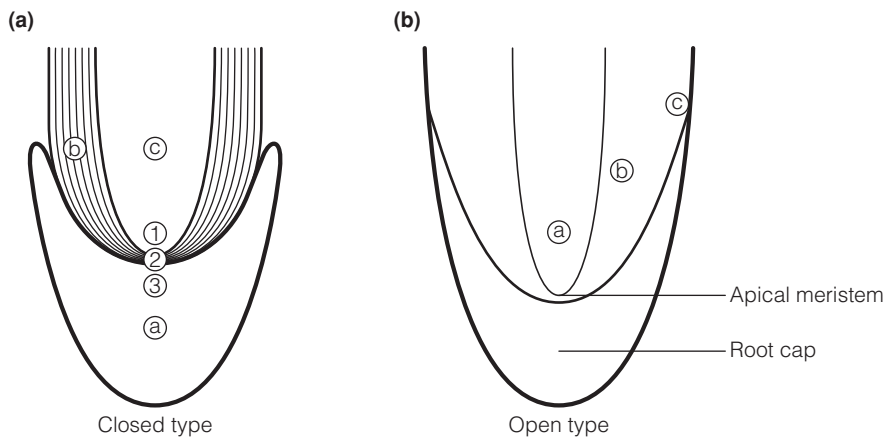 (a)
b
c
1
2
3
a
Closed type
(b)
c
b
a
Apical meristem
Root cap
Open type